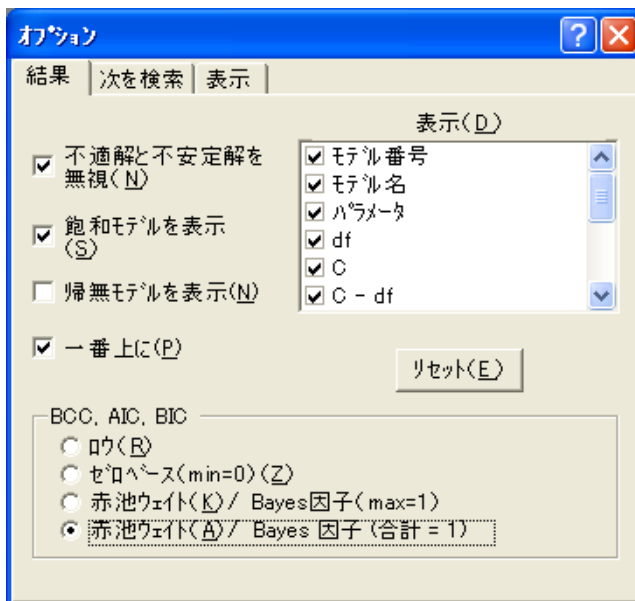 オプション
結果 次を検索 表示
表示(D)
不適解と不安定解を
無視(N)
飽和モデルを表示
(S)
帰無モデルを表示(N)
一番上に(P)
モデル番号
モデル名
パラメータ
df
C
C - df
リセット(E)
BCC, AIC, BIC
ロウ(R)
ゼロベース(min=0)(Z)
赤池ウェイト(K)/ Bayes因子(max=1)
赤池ウェイト(A)/ Bayes 因子 (合計 = 1)